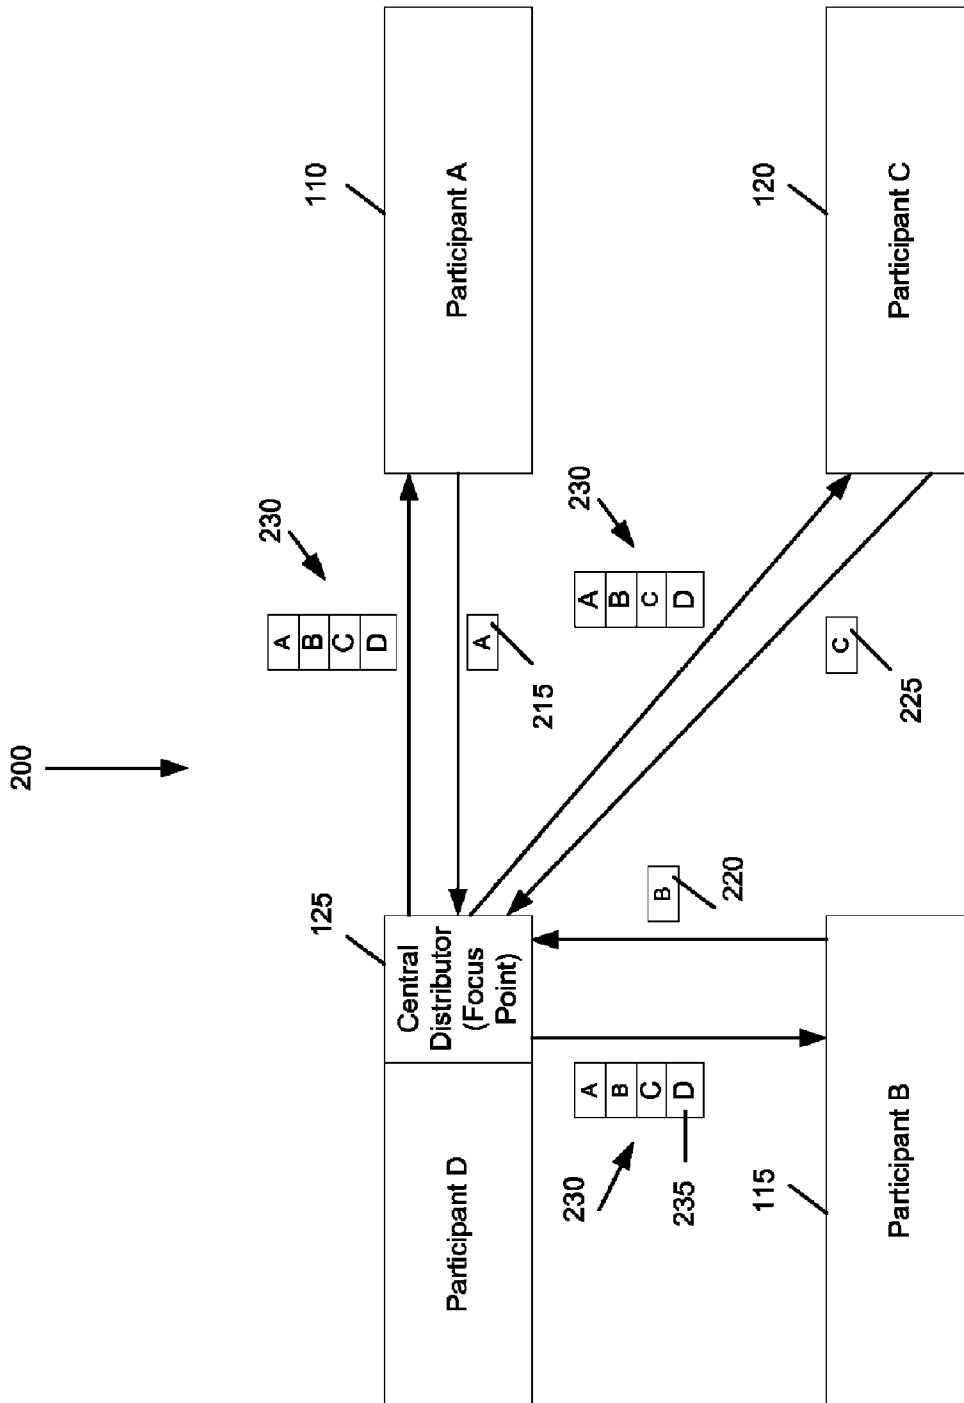 200
230
A
B
C
D
125
110
Participant D
Central
Distributor
(Focus
Point)
A
215
Participant A
230
A
B
C
D
235
230
A
B
C
D
B
220
115
120
C
225
Participant B
Participant C